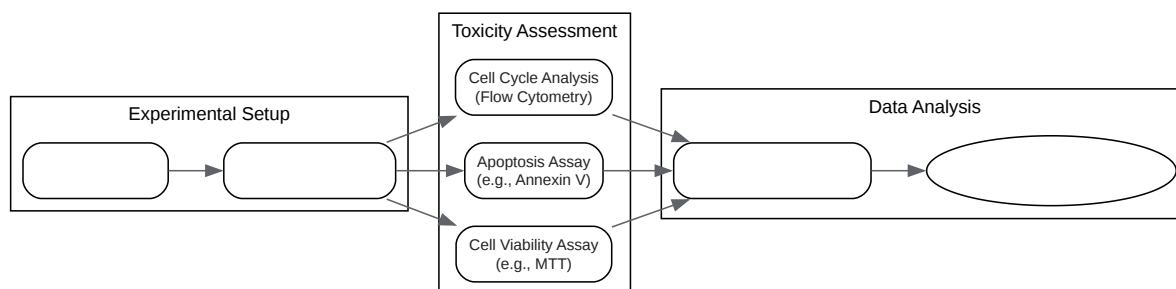 Experimental Setup
Toxicity Assessment
Cell Cycle Analysis
(Flow Cytometry)
Apoptosis Assay
(e.g., Annexin V)
Cell Viability Assay
(e.g., MTT)
Data Analysis